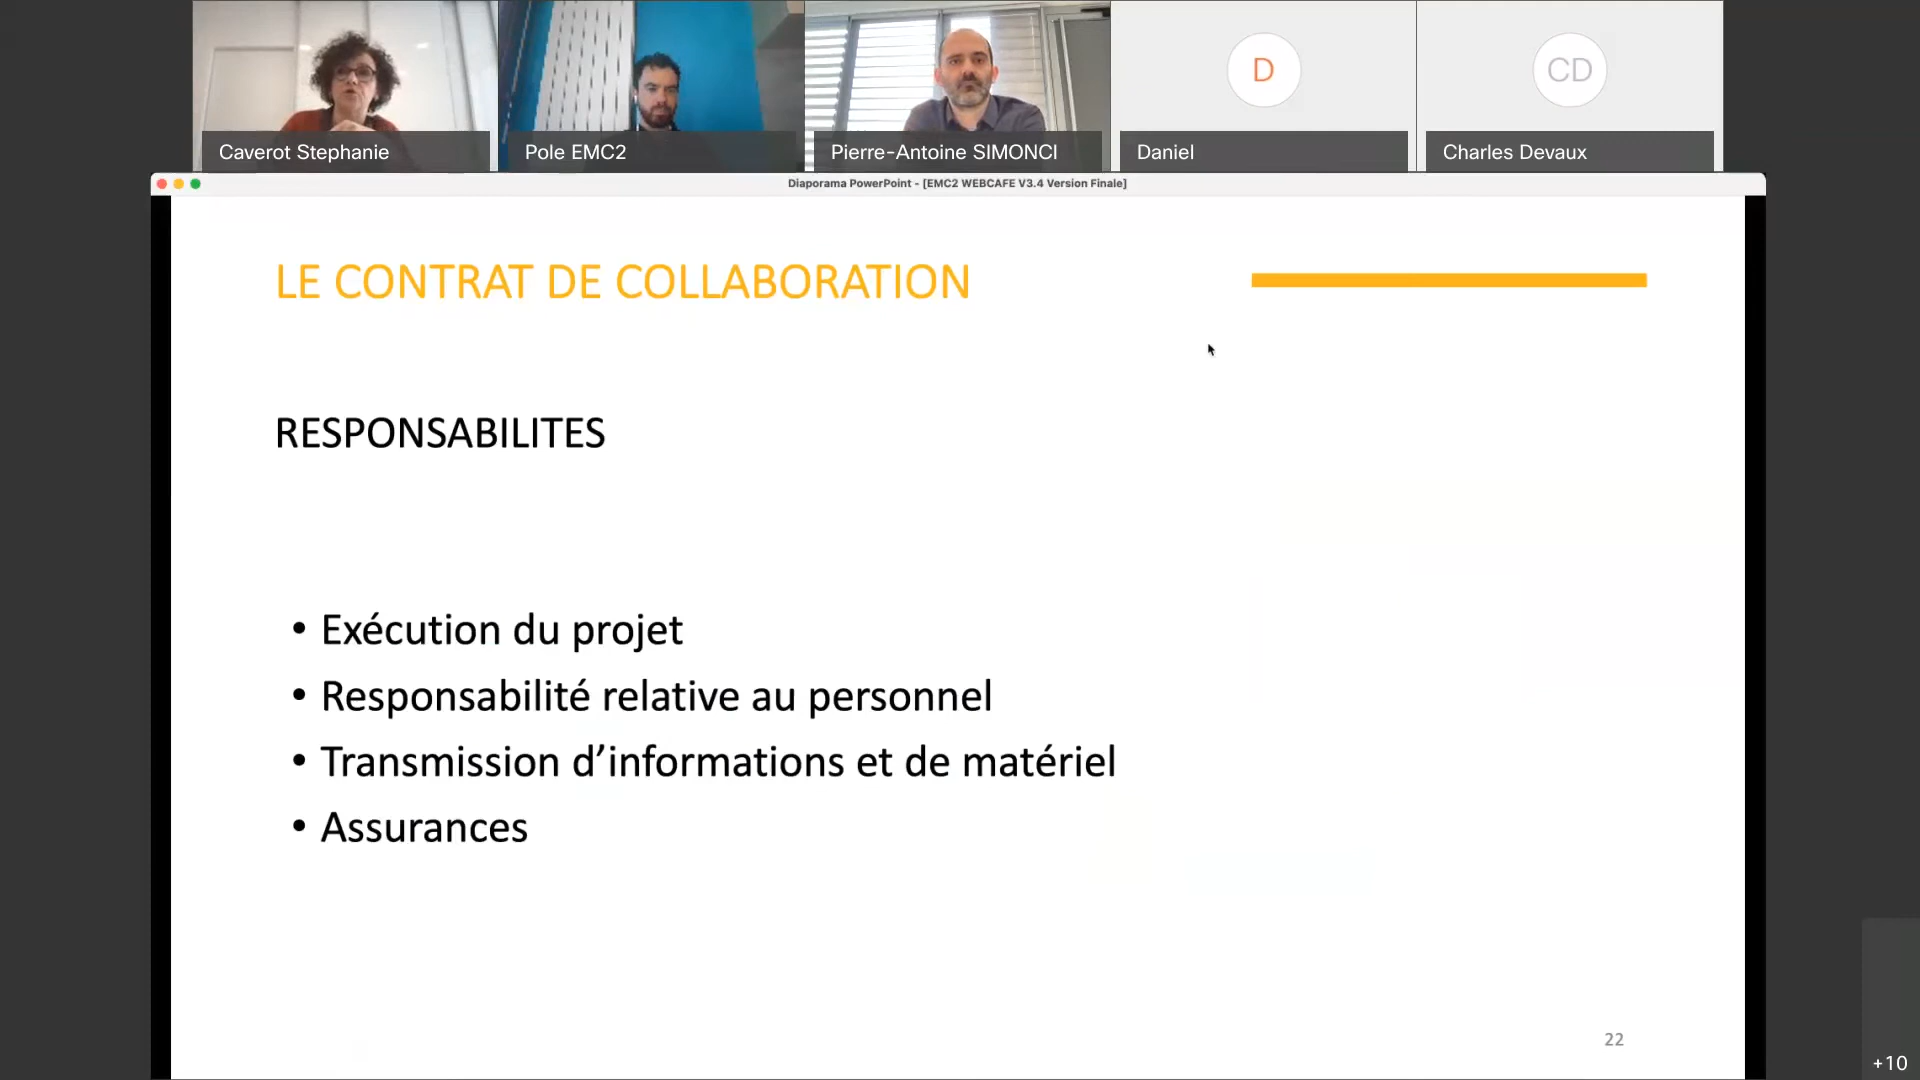 Caverot Stephanie
Pole EMC2
Pierre-Antoine SIMONCI
D
Daniel
CD
Charles Devaux
Diaporama PowerPoint - [EMC2 WEBCAFE V3.4 Version Finale]
LE CONTRAT DE COLLABORATION
RESPONSABILITES
• Exécution du projet
• Responsabilité relative au personnel
• Transmission d’informations et de matériel
• Assurances
22
+10